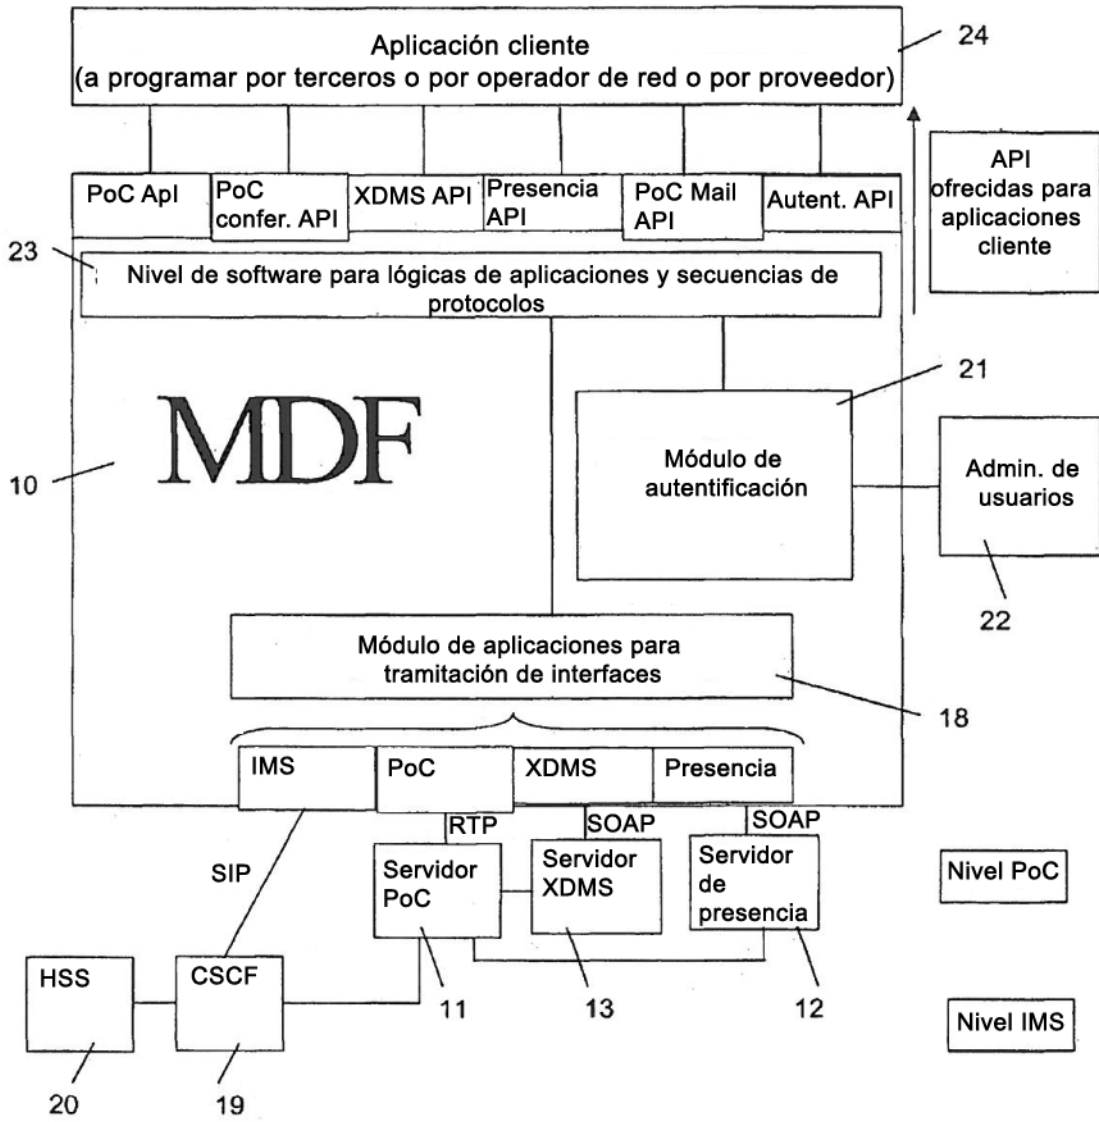 Aplicación cliente
(a programar por terceros o por operador de red o por proveedor)
24
PoC ApI
PoC
confer. API
XDMS API
Presencia
API
PoC Mail
API
Autent. API
API
ofrecidas para
aplicaciones
cliente
23
Nivel de software para lógicas de aplicaciones y secuencias de
protocolos
MDF
10
21
Módulo de
autentificación
Admin. de
usuarios
22
Módulo de aplicaciones para
tramitación de interfaces
18
IMS
PoC
XDMS
Presencia
RTP
SOAP
SOAP
SIP
Servidor
PoC
Servidor
XDMS
Servidor
de
presencia
Nivel PoC
HSS
CSCF
11
13
12
Nivel IMS
20
19